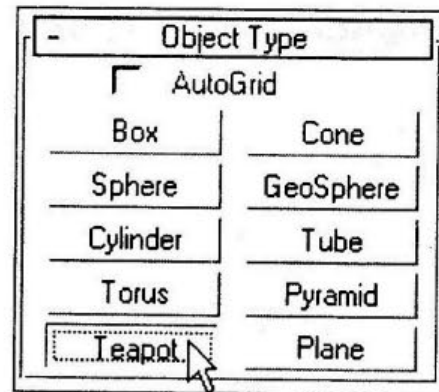 - Object Type
AutoGrid
Box Cone
Sphere GeoSphere
Cylinder Tube
Torus Pyramid
Teapot Plane